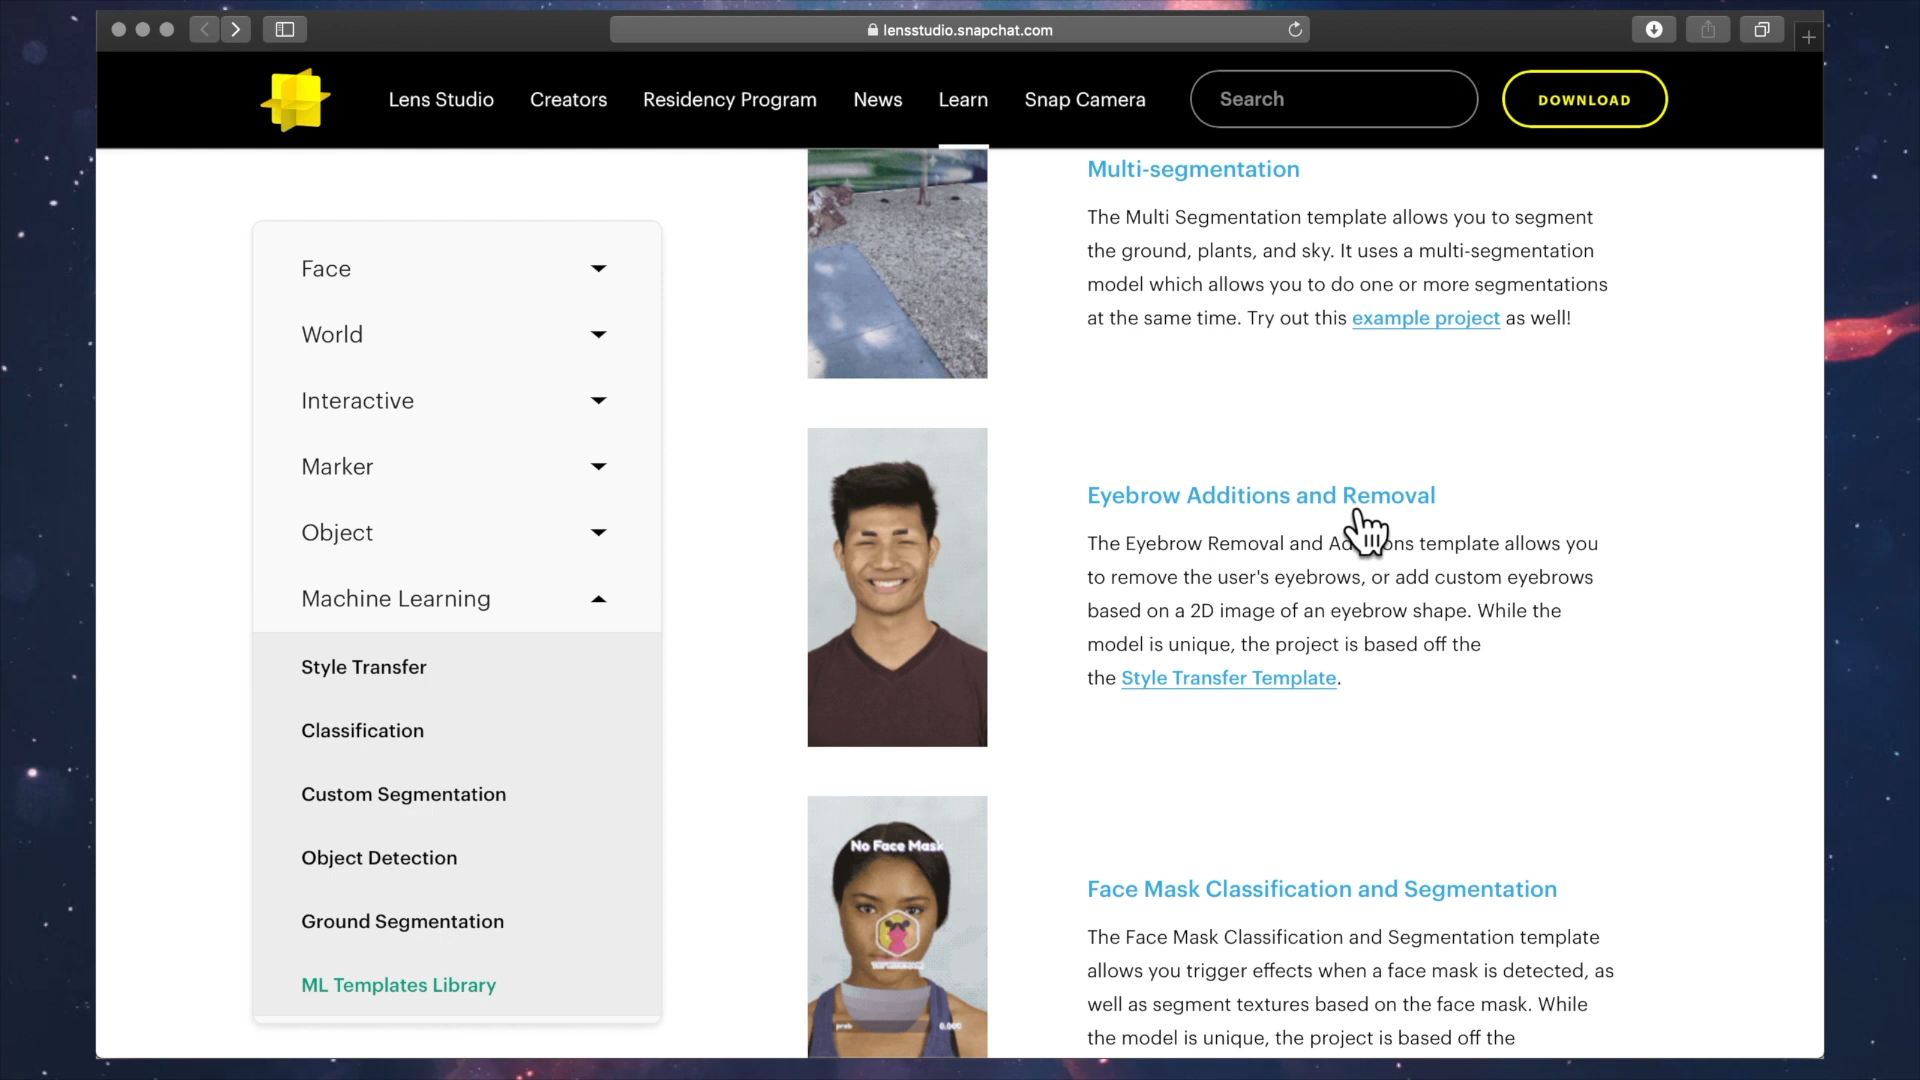 lensstudio.snapchat.com
Lens Studio
Creators
Residency Program
News
Learn
Snap Camera
Search
DOWNLOAD
Face
World
Interactive
Marker
Object
Machine Learning
Style Transfer
Classification
Custom Segmentation
Object Detection
Ground Segmentation
ML Templates Library
Multi-segmentation
The Multi Segmentation template allows you to segment
the ground, plants, and sky. It uses a multi-segmentation
model which allows you to do one or more segmentations
at the same time. Try out this example project as well!
Eyebrow Additions and Removal
The Eyebrow Removal and Additions template allows you
to remove the user's eyebrows, or add custom eyebrows
based on a 2D image of an eyebrow shape. While the
model is unique, the project is based off the
the Style Transfer Template.
No Face Mask
prob 0.000
Face Mask Classification and Segmentation
The Face Mask Classification and Segmentation template
allows you trigger effects when a face mask is detected, as
well as segment textures based on the face mask. While
the model is unique, the project is based off the